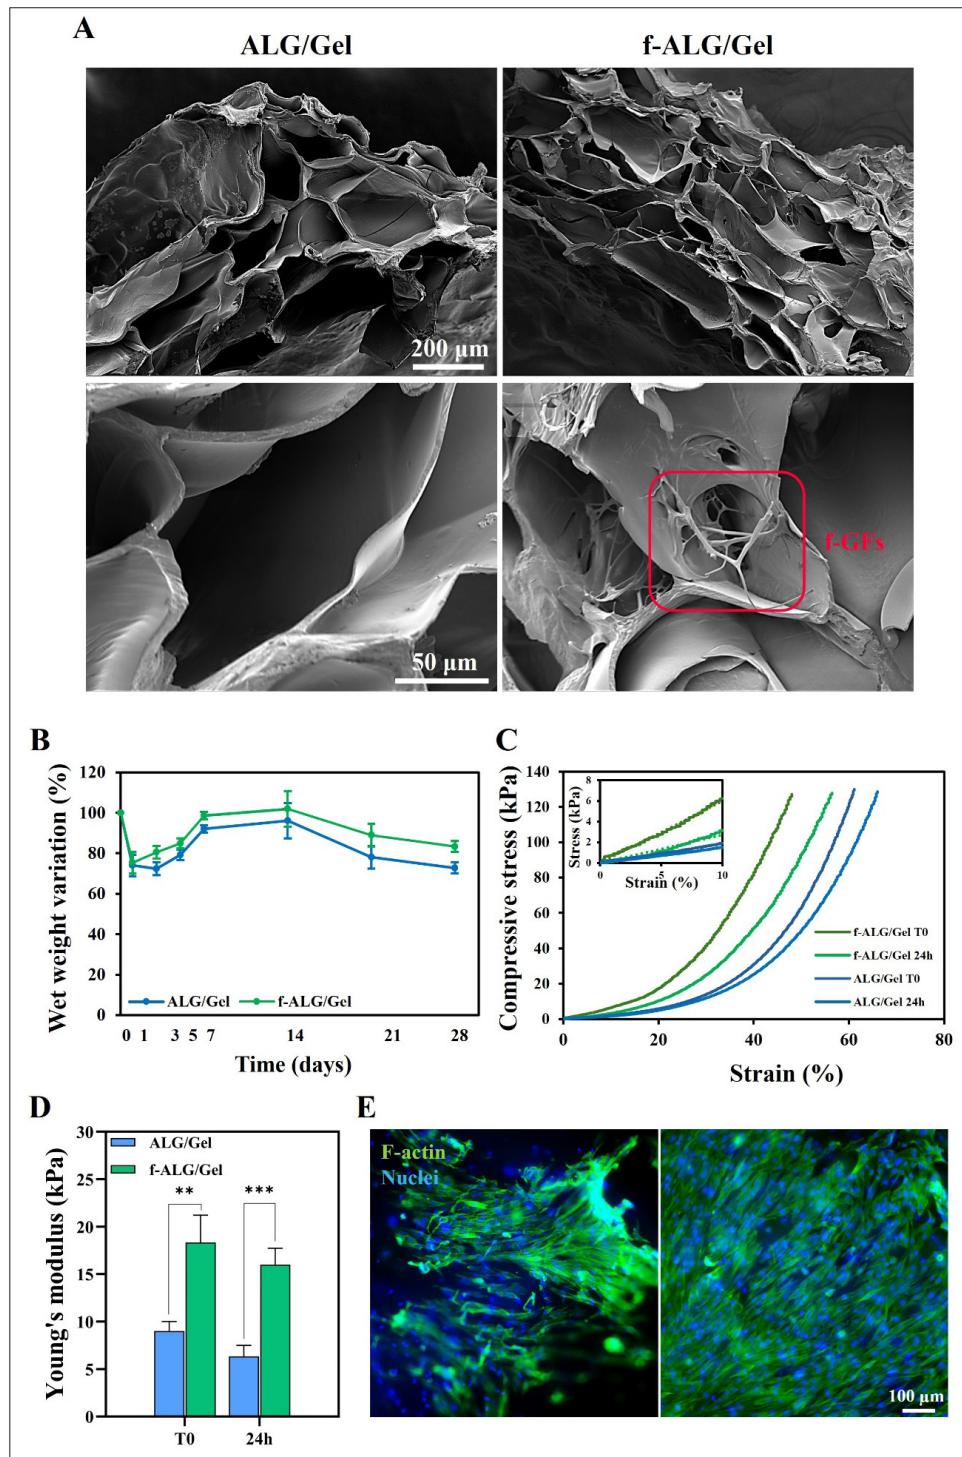 A
ALG/Gel
f-ALG/Gel
200 µm
f-GFs
50 µm
B
Wet weight variation (%)
120
100
80
60
40
20
0
ALG/Gel
f-ALG/Gel
0 1 3 5 7 14 21 28
Time (days)
C
Compressive stress (kPa)
140
120
100
80
60
40
20
0
Stress (kPa)
8
6
4
2
0
0 5 10
Strain (%)
f-ALG/Gel T0
f-ALG/Gel 24h
ALG/Gel T0
ALG/Gel 24h
0 20 40 60 80
Strain (%)
D
Young's modulus (kPa)
30
25
20
15
10
5
0
ALG/Gel
f-ALG/Gel
** ***
T0 24h
E
F-actin
Nuclei
100 µm